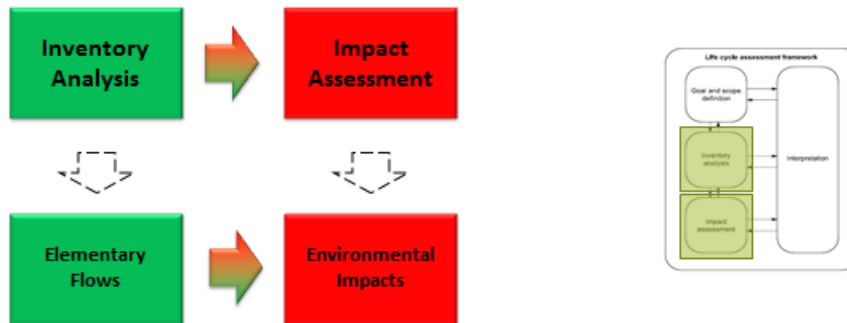 Inventory
Analysis
Impact
Assessment
Elementary
Flows
Environmental
Impacts
Life cycle assessment framework
Goal and scope
definition
Inventory
analysis
Interpretation
Impact
assessment